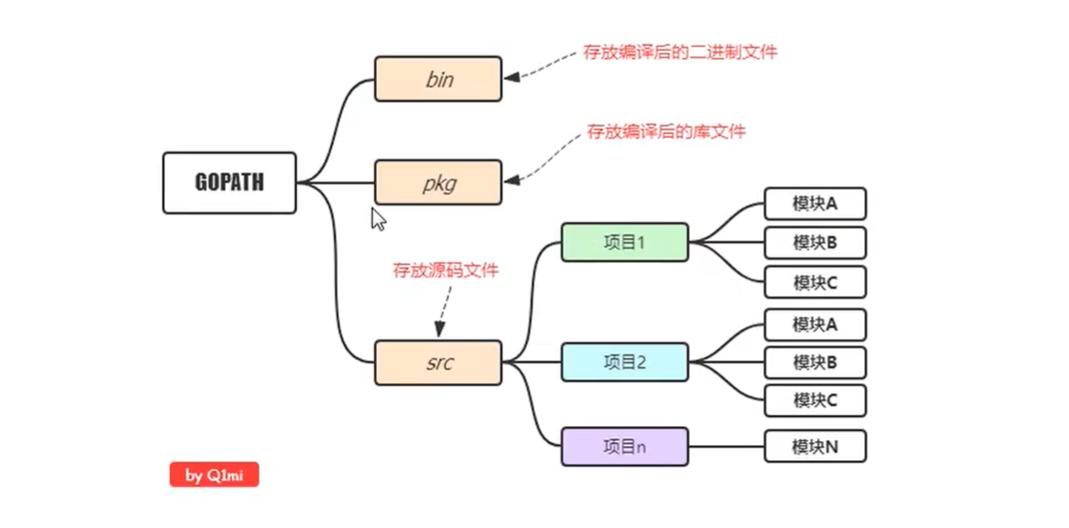 存放编译后的二进制文件
bin
存放编译后的库文件
GOPATH
pkg
模块A
项目1
模块B
存放源码文件
模块C
模块A
src
项目2
模块B
模块C
项目n
模块N
by Q1mi